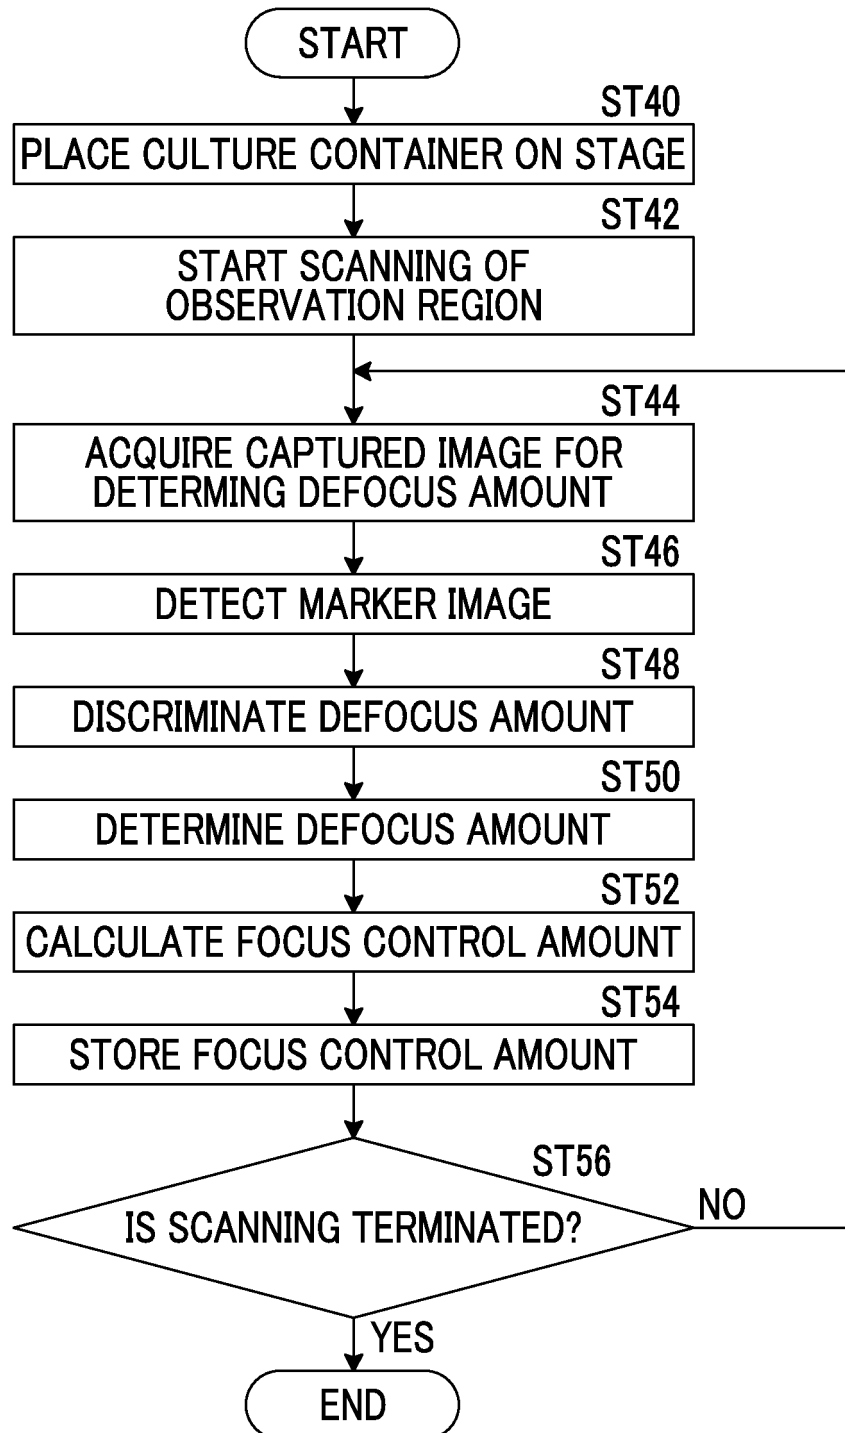 START
ST40
PLACE CULTURE CONTAINER ON STAGE
ST42
START SCANNING OF
OBSERVATION REGION
ST44
ACQUIRE CAPTURED IMAGE FOR
DETERMING DEFOCUS AMOUNT
ST46
DETECT MARKER IMAGE
ST48
DISCRIMINATE DEFOCUS AMOUNT
ST50
DETERMINE DEFOCUS AMOUNT
ST52
CALCULATE FOCUS CONTROL AMOUNT
ST54
STORE FOCUS CONTROL AMOUNT
ST56
IS SCANNING TERMINATED?
NO
YES
END